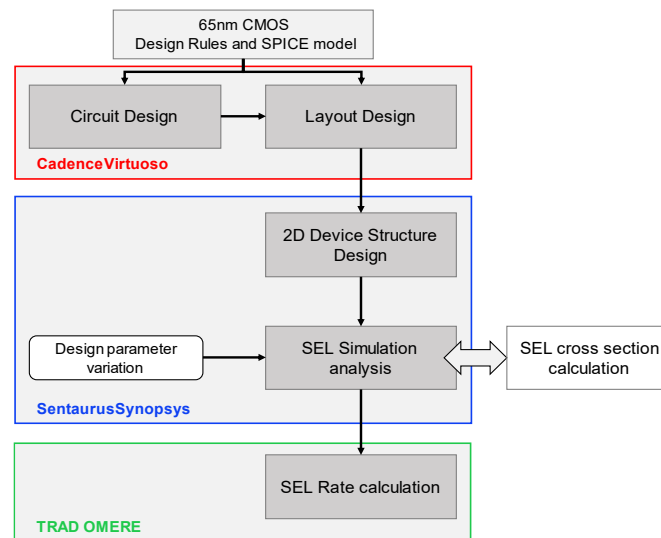 65nm CMOS
Design Rules and SPICE model
Circuit Design
Layout Design
CadenceVirtuoso
2D Device Structure
Design
Design parameter
variation
SEL Simulation
analysis
SEL cross section
calculation
SentaurusSynopsys
SEL Rate calculation
TRAD OMERE